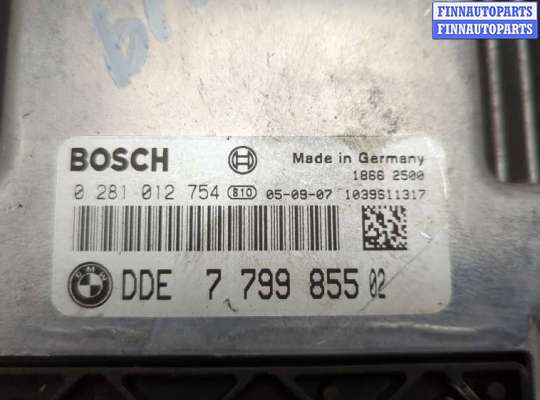 FINNAUTOPARTS
FINNAUTOPARTS
BOSCH
Made in Germany
1866 2500
0 281 012 754 810 05-09-07 1039S11317
BMW DDE 7 799 855 02